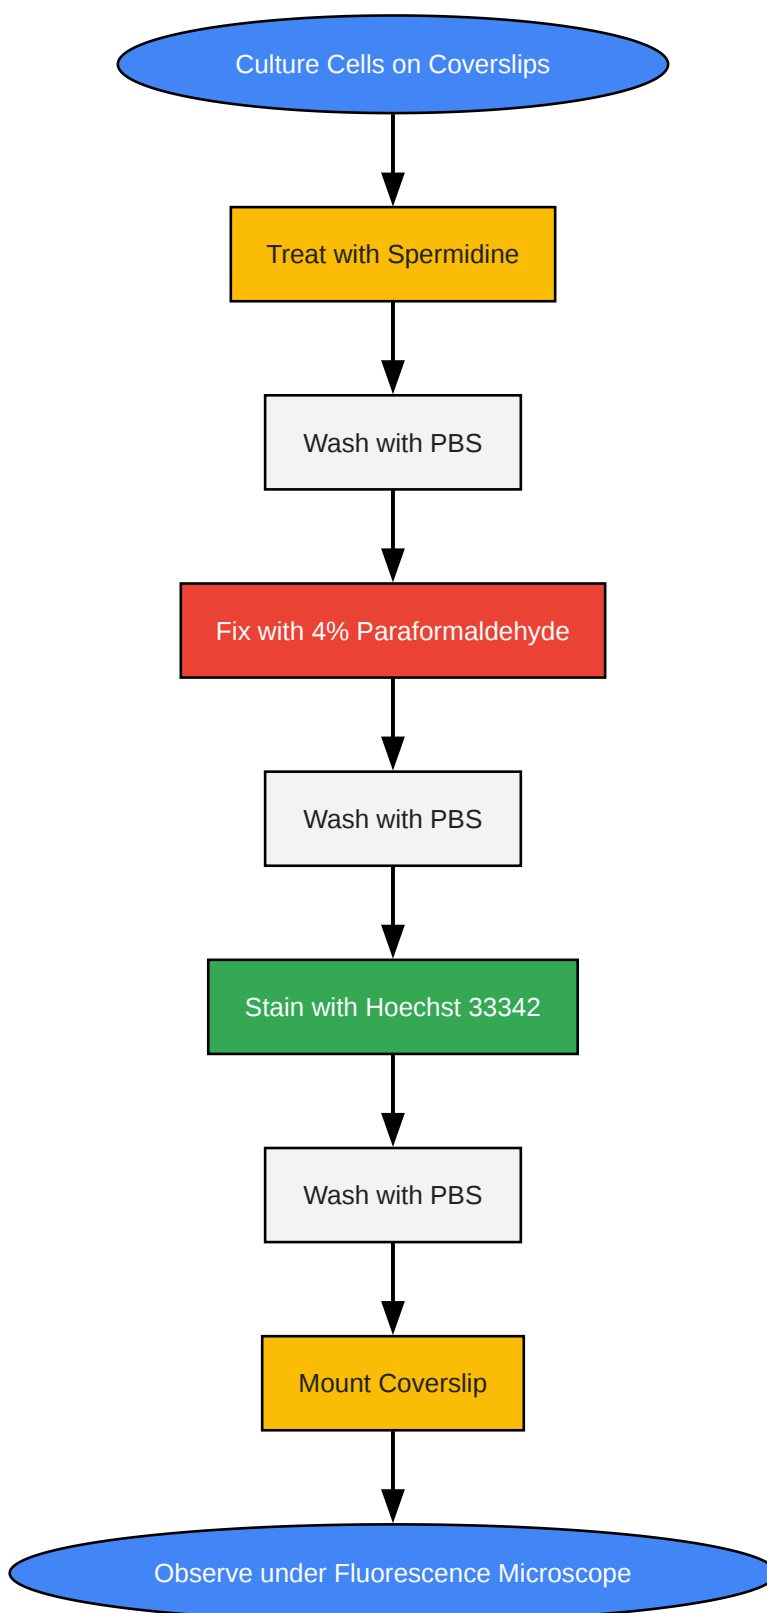 Culture Cells on Coverslips
Treat with Spermidine
Wash with PBS
Fix with 4% Paraformaldehyde
Wash with PBS
Stain with Hoechst 33342
Wash with PBS
Mount Coverslip
Observe under Fluorescence Microscope